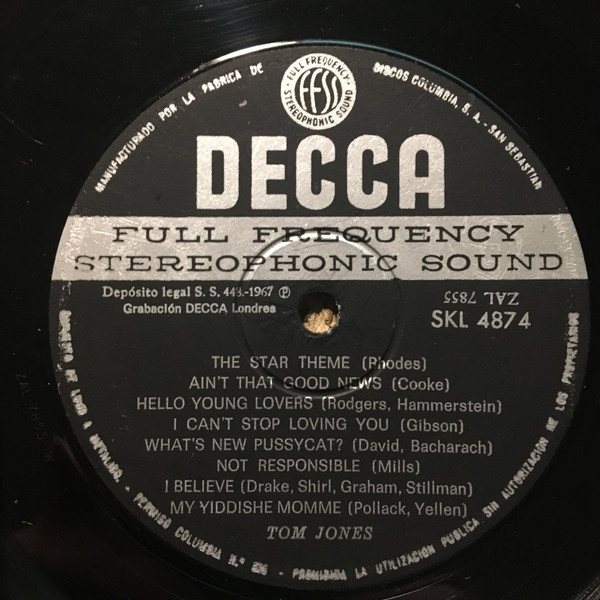 MANUFACTURADO POR LA FABRICA DE DISCOS COLUMBIA, S. A. - SAN SEBASTIAN
· FULL FREQUENCY · STEREOPHONIC SOUND
FFSS
DECCA
FULL FREQUENCY
STEREOPHONIC SOUND
Depósito legal S. S. 443.-1967 Ⓟ
Grabación DECCA Londres
ZAL 7855
SKL 4874
THE STAR THEME (Rhodes)
AIN'T THAT GOOD NEWS (Cooke)
HELLO YOUNG LOVERS (Rodgers, Hammerstein)
I CAN'T STOP LOVING YOU (Gibson)
WHAT'S NEW PUSSYCAT? (David, Bacharach)
NOT RESPONSIBLE (Mills)
I BELIEVE (Drake, Shirl, Graham, Stillman)
MY YIDDISHE MOMME (Pollack, Yellen)
TOM JONES
IMPUESTO DE LUJO A METALICO. - PERMISO COLUMBIA N.º - PROHIBIDA LA UTILIZACION PUBLICA SIN AUTORIZACION DE LOS PROPIETARIOS